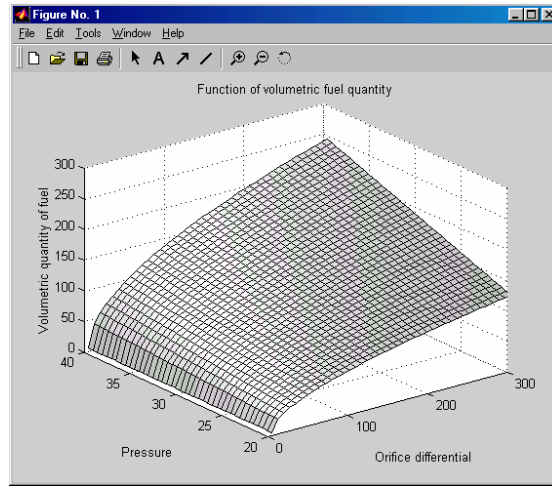 Figure No. 1
File Edit Tools Window Help
A
Function of volumetric fuel quantity
Volumetric quantity of fuel
300
250
200
150
100
50
0
40
35
30
25
20
0
100
200
300
Pressure
Orifice differential